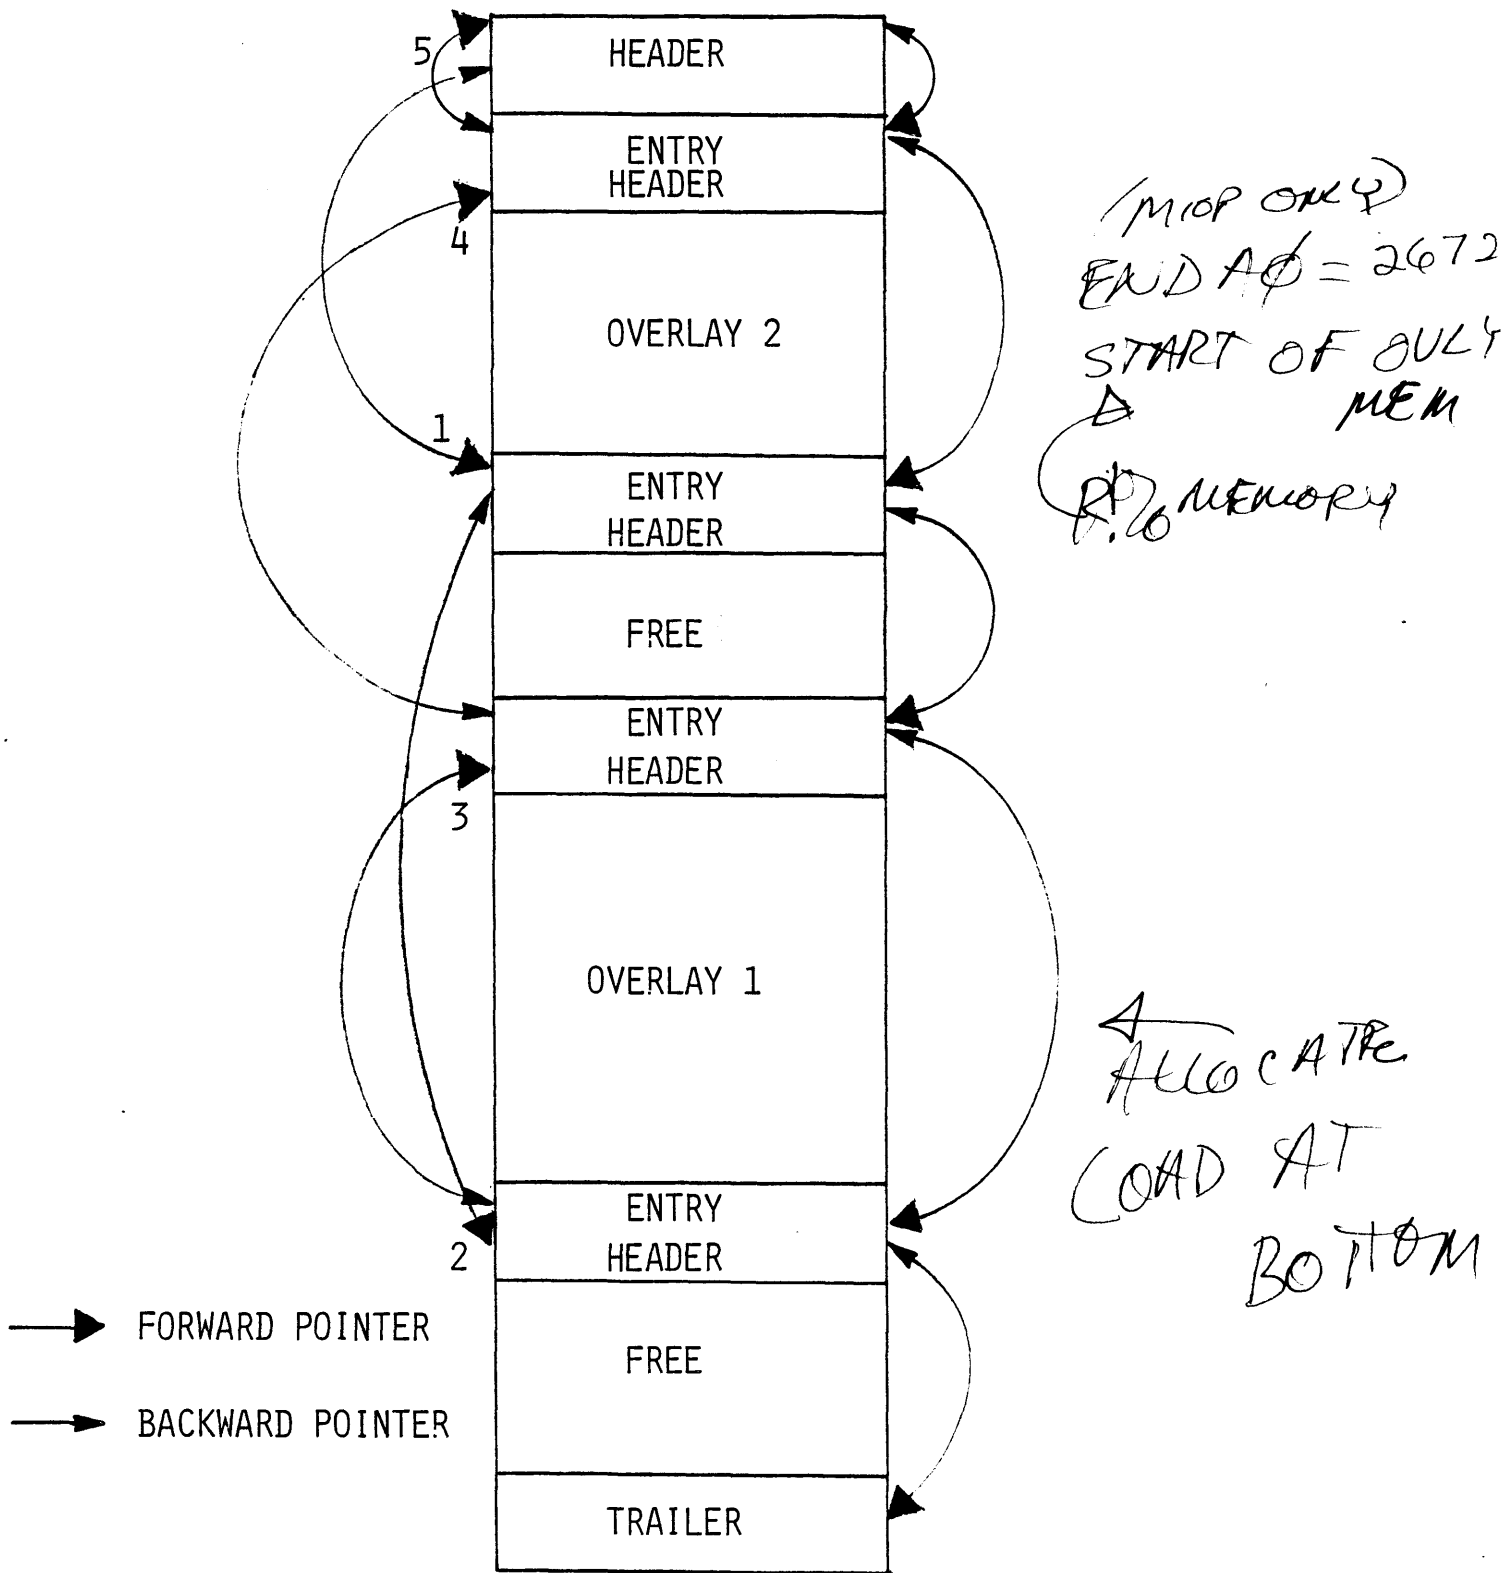 5
HEADER
ENTRY
HEADER
4
OVERLAY 2
1
ENTRY
HEADER
FREE
ENTRY
HEADER
3
OVERLAY 1
ENTRY
HEADER
2
FREE
TRAILER
FORWARD POINTER
BACKWARD POINTER
(MIOP ONLY)
END AØ = 2672
START OF OVLY
MEM
MEMORY
ALLOCATE
LOAD AT
BOTTOM